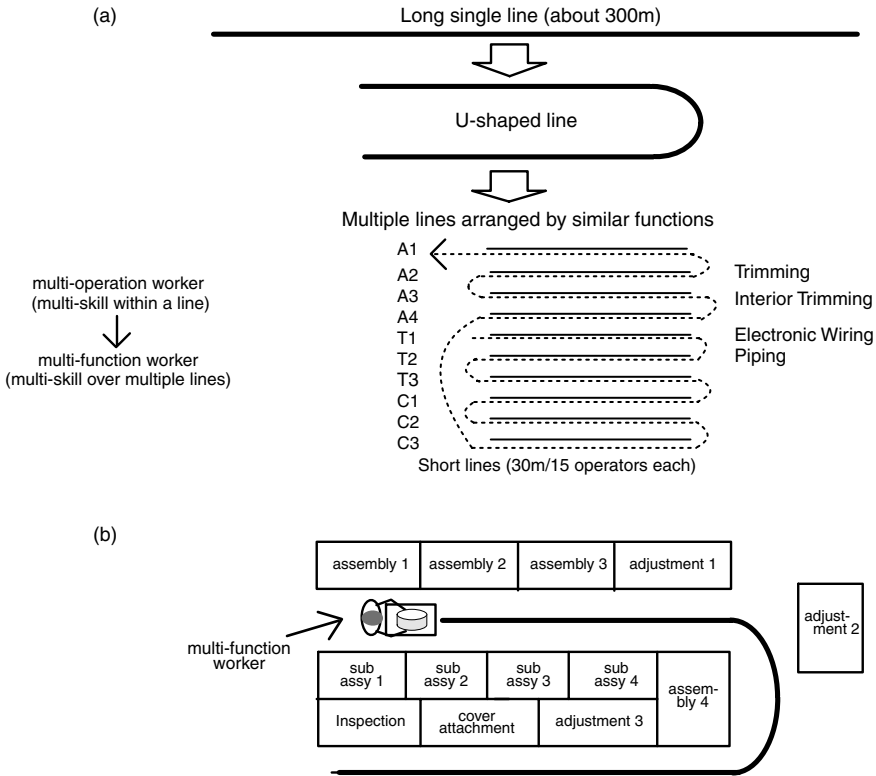 (a)
Long single line (about 300m)
U-shaped line
Multiple lines arranged by similar functions
multi-operation worker
(multi-skill within a line)
multi-function worker
(multi-skill over multiple lines)
A1
A2
A3
A4
T1
T2
T3
C1
C2
C3
Trimming
Interior Trimming
Electronic Wiring
Piping
Short lines (30m/15 operators each)
(b)
assembly 1
assembly 2
assembly 3
adjustment 1
adjust-
ment 2
multi-function
worker
sub
assy 1
sub
assy 2
sub
assy 3
sub
assy 4
assem-
bly 4
Inspection
cover
attachment
adjustment 3